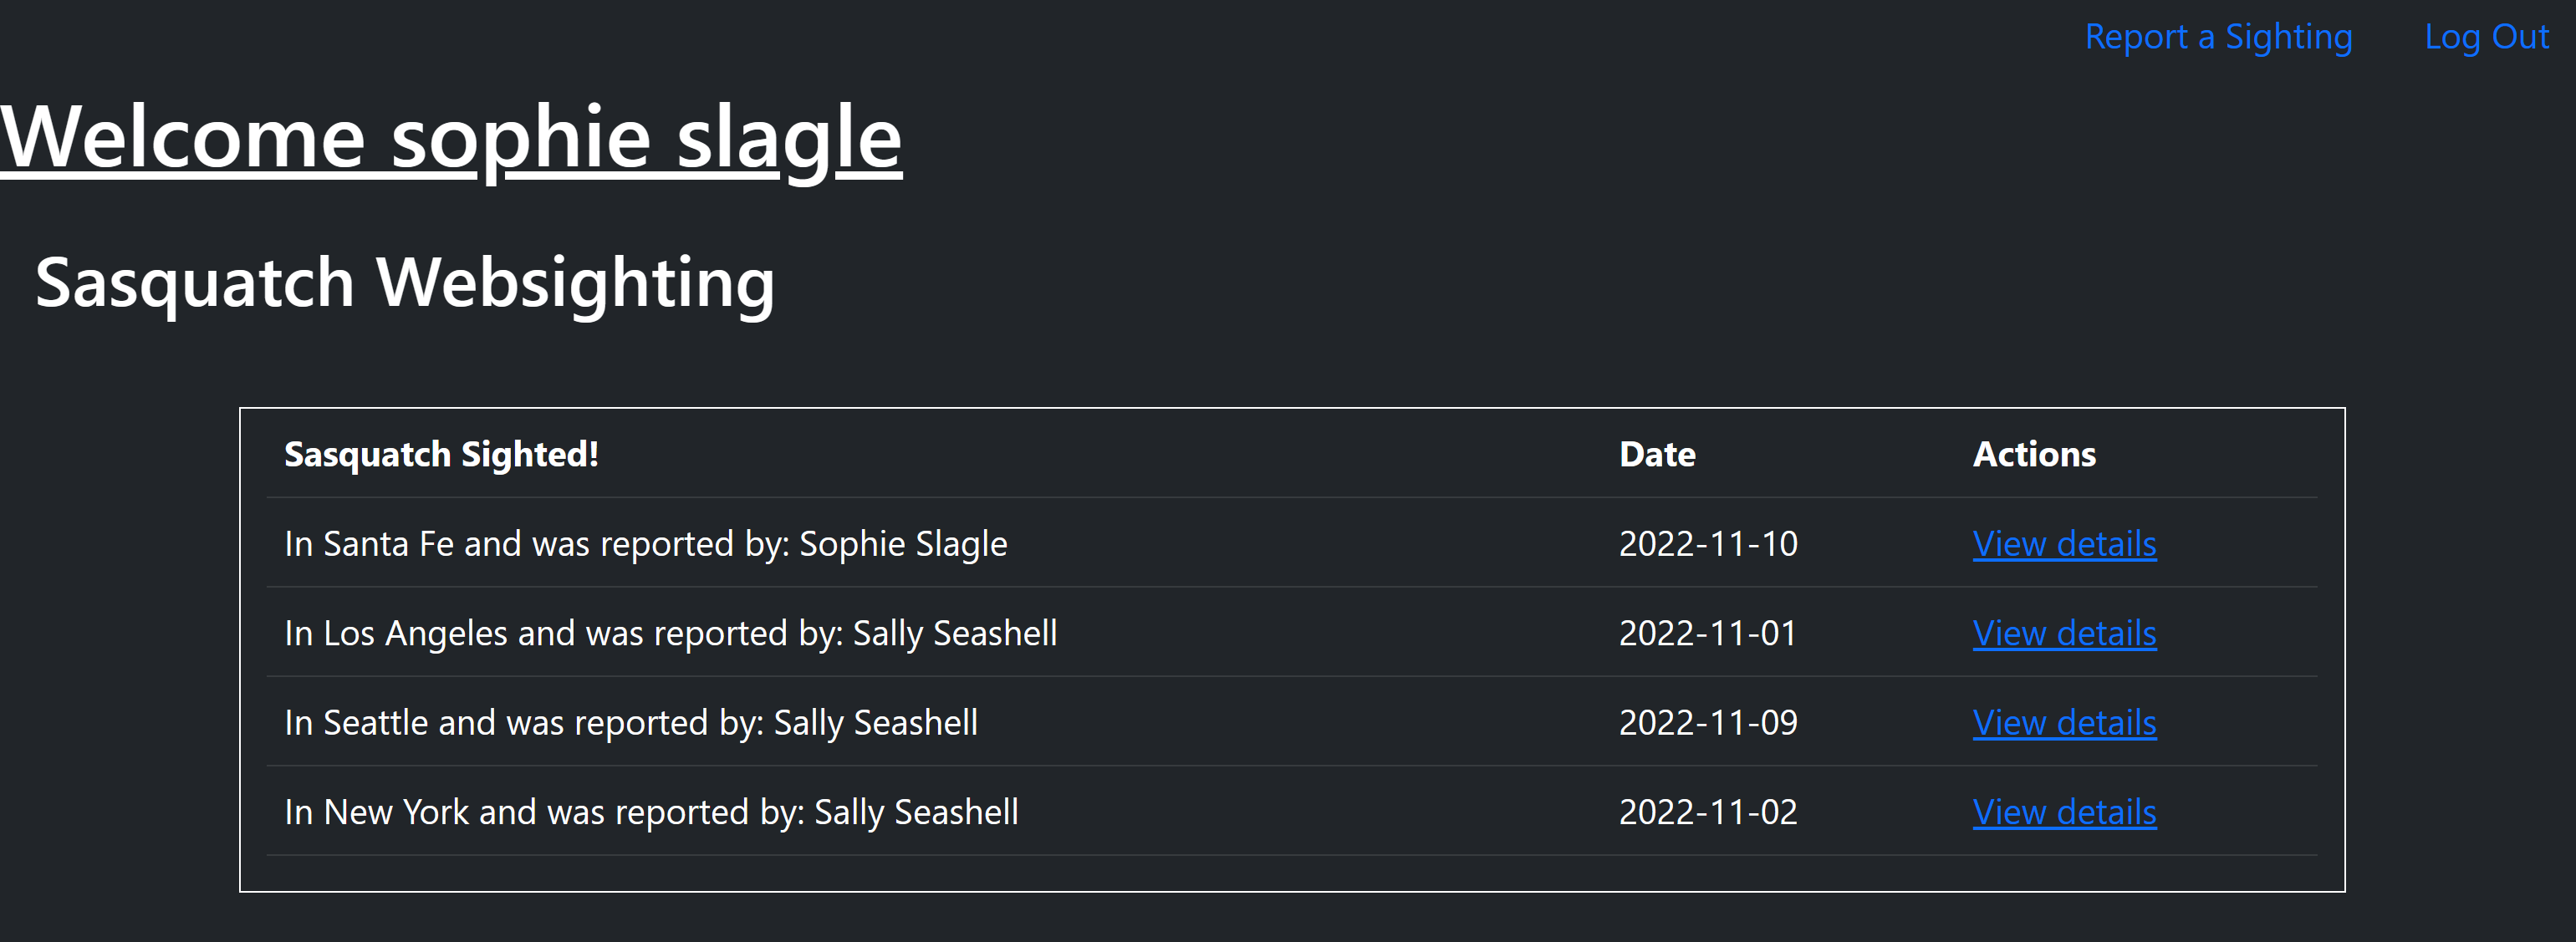 Report a Sighting Log Out
Welcome sophie slagle
Sasquatch Websighting
Sasquatch Sighted! Date Actions
In Santa Fe and was reported by: Sophie Slagle 2022-11-10 View details
In Los Angeles and was reported by: Sally Seashell 2022-11-01 View details
In Seattle and was reported by: Sally Seashell 2022-11-09 View details
In New York and was reported by: Sally Seashell 2022-11-02 View details